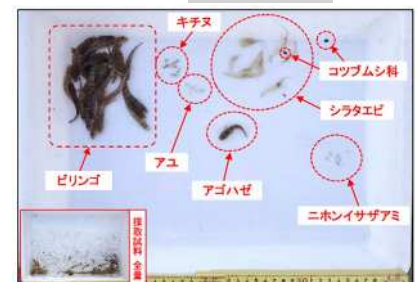 キチヌ
コツブムシ科
シラタエビ
アユ
アゴハゼ
ビリンゴ
ニホンイサザアミ
採取試料 全量